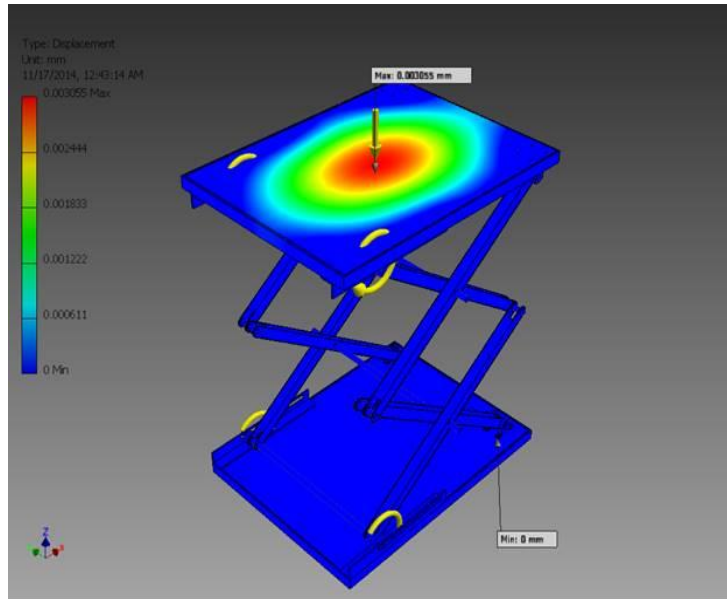 Type: Displacement
Unit: mm
11/17/2014, 12:43:14 AM
0.003055 Max
0.002444
0.001833
0.001222
0.000611
0 Min
Max: 0.003055 mm
Min: 0 mm
Z